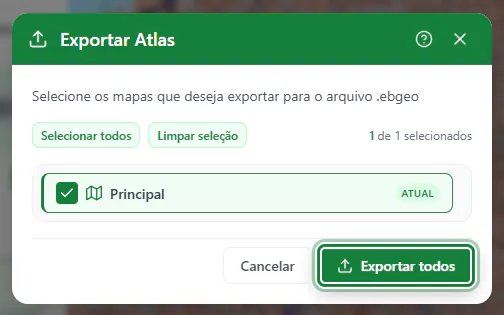 Exportar Atlas
Selecione os mapas que deseja exportar para o arquivo .ebgeo
Selecionar todos Limpar seleção 1 de 1 selecionados
Principal ATUAL
Cancelar Exportar todos